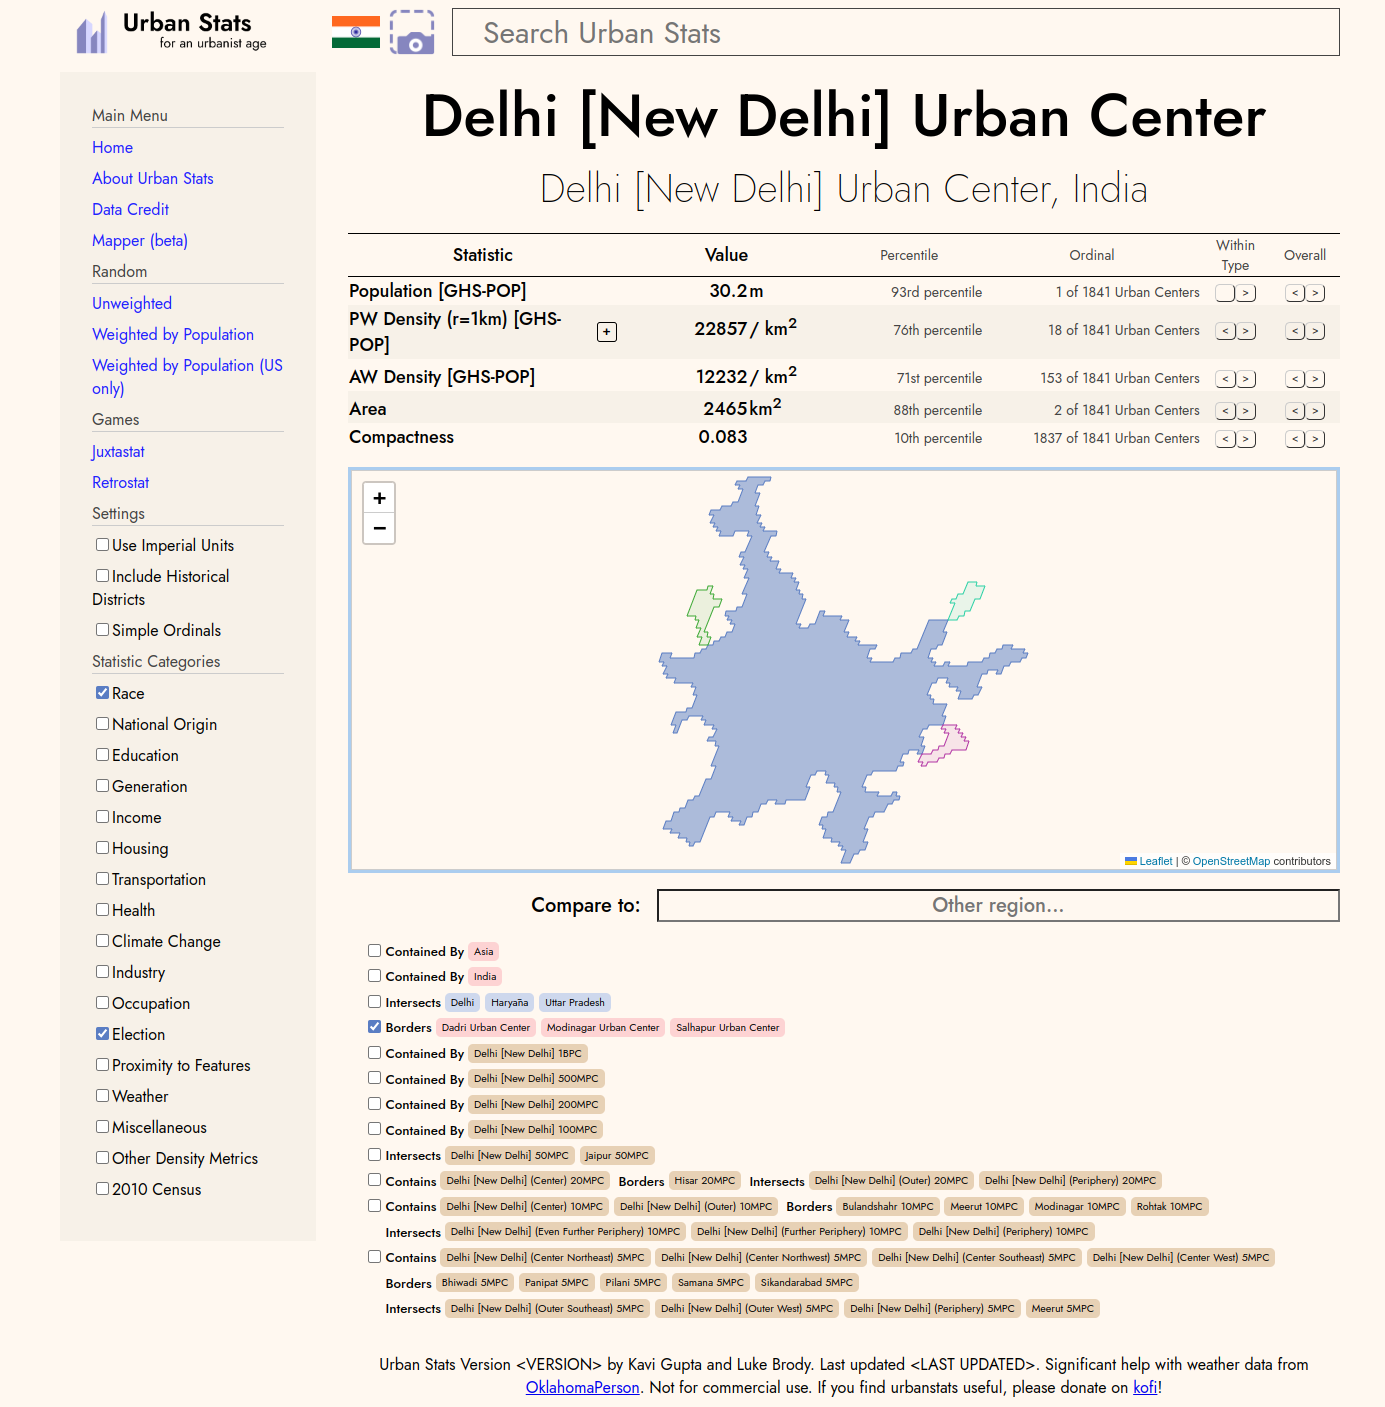 Urban Stats
for an urbanist age
Search Urban Stats
Main Menu
Home
About Urban Stats
Data Credit
Mapper (beta)
Random
Unweighted
Weighted by Population
Weighted by Population (US
only)
Games
Juxtastat
Retrostat
Settings
Use Imperial Units
Include Historical
Districts
Simple Ordinals
Statistic Categories
Race
National Origin
Education
Generation
Income
Housing
Transportation
Health
Climate Change
Industry
Occupation
Election
Proximity to Features
Weather
Miscellaneous
Other Density Metrics
2010 Census
Delhi [New Delhi] Urban Center
Delhi [New Delhi] Urban Center, India
Statistic Value Percentile Ordinal Within Type Overall
Population [GHS-POP] 30.2 m 93rd percentile 1 of 1841 Urban Centers > < >
PW Density (r=1km) [GHS-POP] + 22857 / km² 76th percentile 18 of 1841 Urban Centers < > < >
AW Density [GHS-POP] 12232 / km² 71st percentile 153 of 1841 Urban Centers < > < >
Area 2465 km² 88th percentile 2 of 1841 Urban Centers < > < >
Compactness 0.083 10th percentile 1837 of 1841 Urban Centers < > < >
+
−
Leaflet | © OpenStreetMap contributors
Compare to: Other region...
Contained By Asia
Contained By India
Intersects Delhi Haryāna Uttar Pradesh
Borders Dadri Urban Center Modinagar Urban Center Salhapur Urban Center
Contained By Delhi [New Delhi] 1BPC
Contained By Delhi [New Delhi] 500MPC
Contained By Delhi [New Delhi] 200MPC
Contained By Delhi [New Delhi] 100MPC
Intersects Delhi [New Delhi] 50MPC Jaipur 50MPC
Contains Delhi [New Delhi] (Center) 20MPC Borders Hisar 20MPC Intersects Delhi [New Delhi] (Outer) 20MPC Delhi [New Delhi] (Periphery) 20MPC
Contains Delhi [New Delhi] (Center) 10MPC Delhi [New Delhi] (Outer) 10MPC Borders Bulandshahr 10MPC Meerut 10MPC Modinagar 10MPC Rohtak 10MPC
Intersects Delhi [New Delhi] (Even Further Periphery) 10MPC Delhi [New Delhi] (Further Periphery) 10MPC Delhi [New Delhi] (Periphery) 10MPC
Contains Delhi [New Delhi] (Center Northeast) 5MPC Delhi [New Delhi] (Center Northwest) 5MPC Delhi [New Delhi] (Center Southeast) 5MPC Delhi [New Delhi] (Center West) 5MPC
Borders Bhiwadi 5MPC Panipat 5MPC Pilani 5MPC Samana 5MPC Sikandarabad 5MPC
Intersects Delhi [New Delhi] (Outer Southeast) 5MPC Delhi [New Delhi] (Outer West) 5MPC Delhi [New Delhi] (Periphery) 5MPC Meerut 5MPC
Urban Stats Version <VERSION> by Kavi Gupta and Luke Brody. Last updated <LAST UPDATED>. Significant help with weather data from
OklahomaPerson. Not for commercial use. If you find urbanstats useful, please donate on kofi!